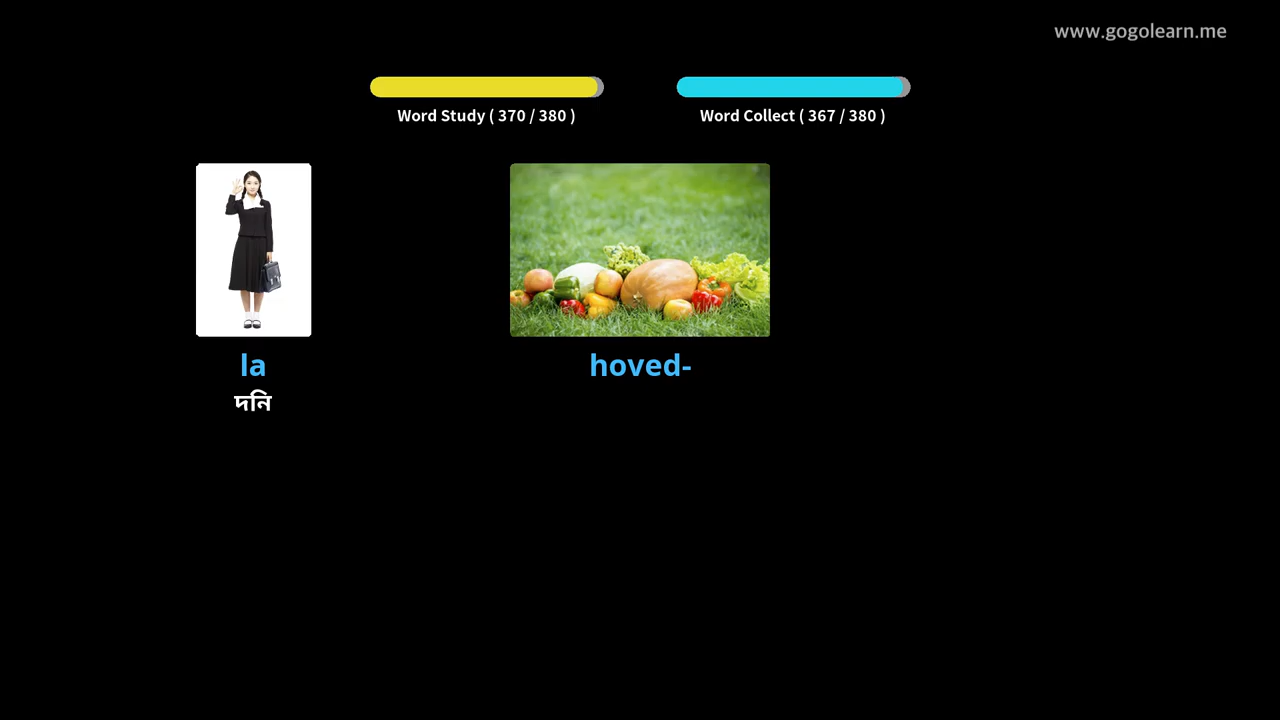 www.gogolearn.me
Word Study ( 370 / 380 )
Word Collect ( 367 / 380 )
la
দনি
hoved-